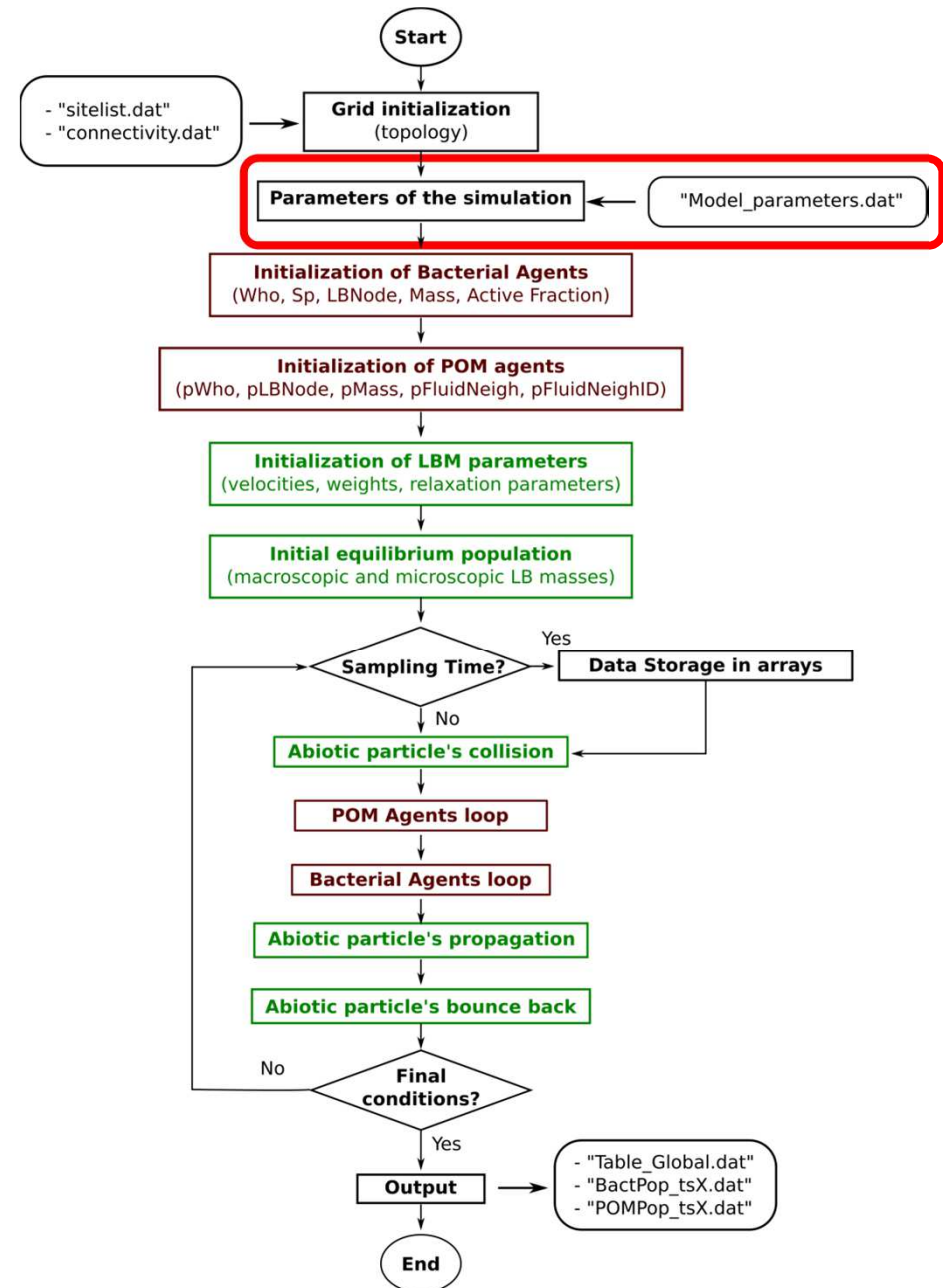 Start
- "sitelist.dat"
- "connectivity.dat"
Grid initialization
(topology)
Parameters of the simulation
"Model_parameters.dat"
Initialization of Bacterial Agents
(Who, Sp, LBNode, Mass, Active Fraction)
Initialization of POM agents
(pWho, pLBNode, pMass, pFluidNeigh, pFluidNeighID)
Initialization of LBM parameters
(velocities, weights, relaxation parameters)
Initial equilibrium population
(macroscopic and microscopic LB masses)
Sampling Time?
Yes
Data Storage in arrays
No
Abiotic particle's collision
POM Agents loop
Bacterial Agents loop
Abiotic particle's propagation
Abiotic particle's bounce back
No
Final
conditions?
Yes
Output
- "Table_Global.dat"
- "BactPop_tsX.dat"
- "POMPop_tsX.dat"
End